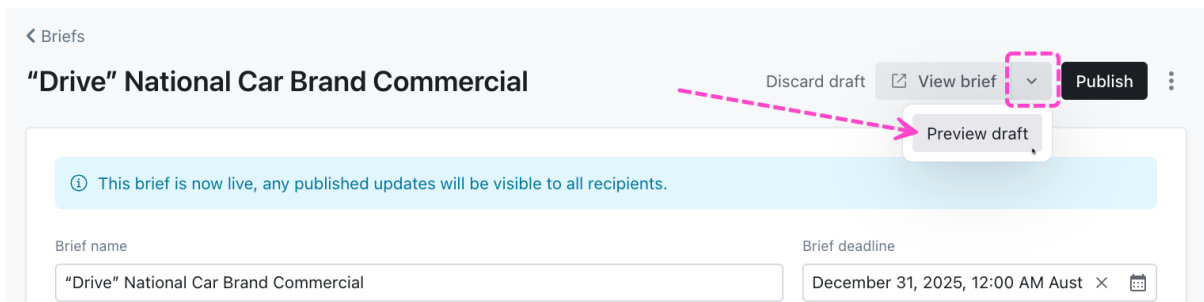 Briefs
“Drive” National Car Brand Commercial
Discard draft
View brief
Publish
Preview draft
This brief is now live, any published updates will be visible to all recipients.
Brief name
Brief deadline
“Drive” National Car Brand Commercial
December 31, 2025, 12:00 AM Aust